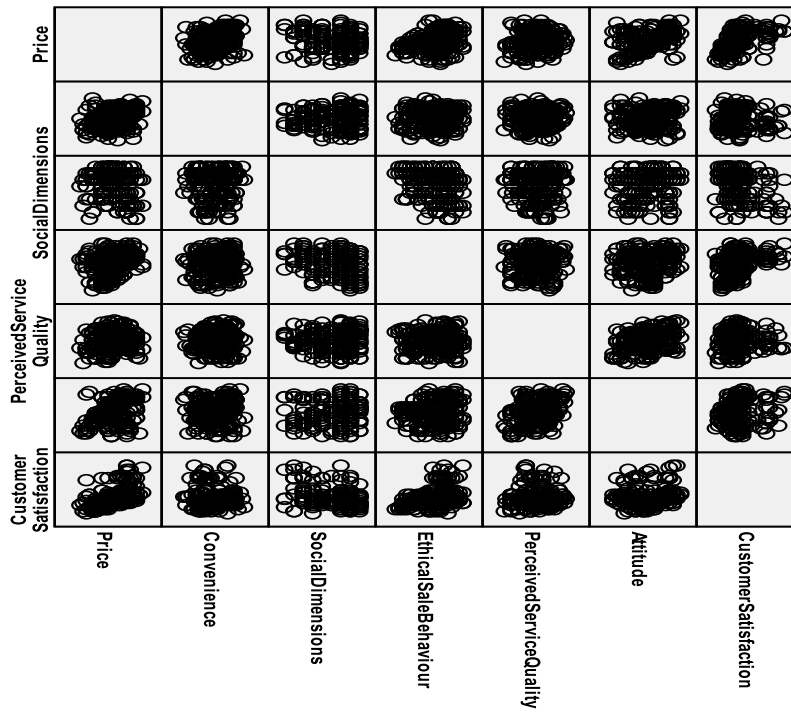 Price
SocialDimensions
PerceivedService
Quality
Customer
Satisfaction
Price
Convenience
SocialDimensions
EthicalSaleBehaviour
PerceivedServiceQuality
Attitude
CustomerSatisfaction